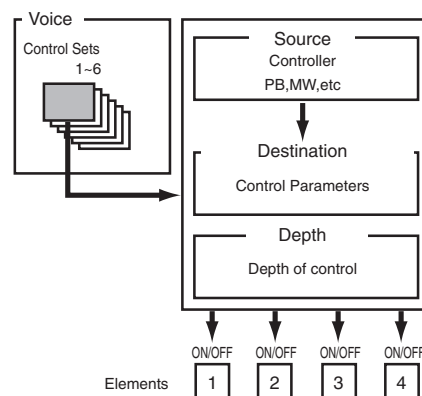 Voice
Control Sets
1~6
Source
Controller
PB,MW,etc
Destination
Control Parameters
Depth
Depth of control
ON/OFF ON/OFF ON/OFF ON/OFF
Elements 1 2 3 4